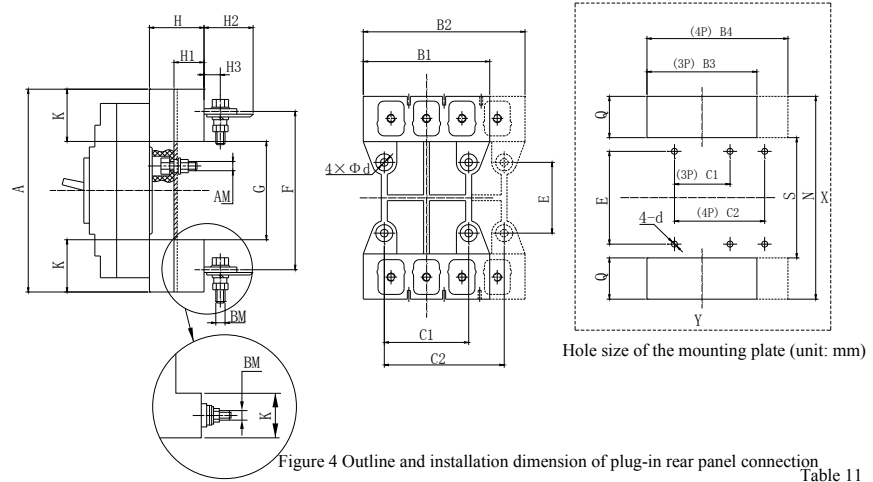 H
H2
H1
H3
K
A
AM
G
F
K
BM
BM
K
B2
B1
4×Φd
E
C1
C2
(4P) B4
(3P) B3
Q
(3P) C1
(4P) C2
E
4-d
S
N
X
Q
Y
Hole size of the mounting plate (unit: mm)
Figure 4 Outline and installation dimension of plug-in rear panel connection
Table 11